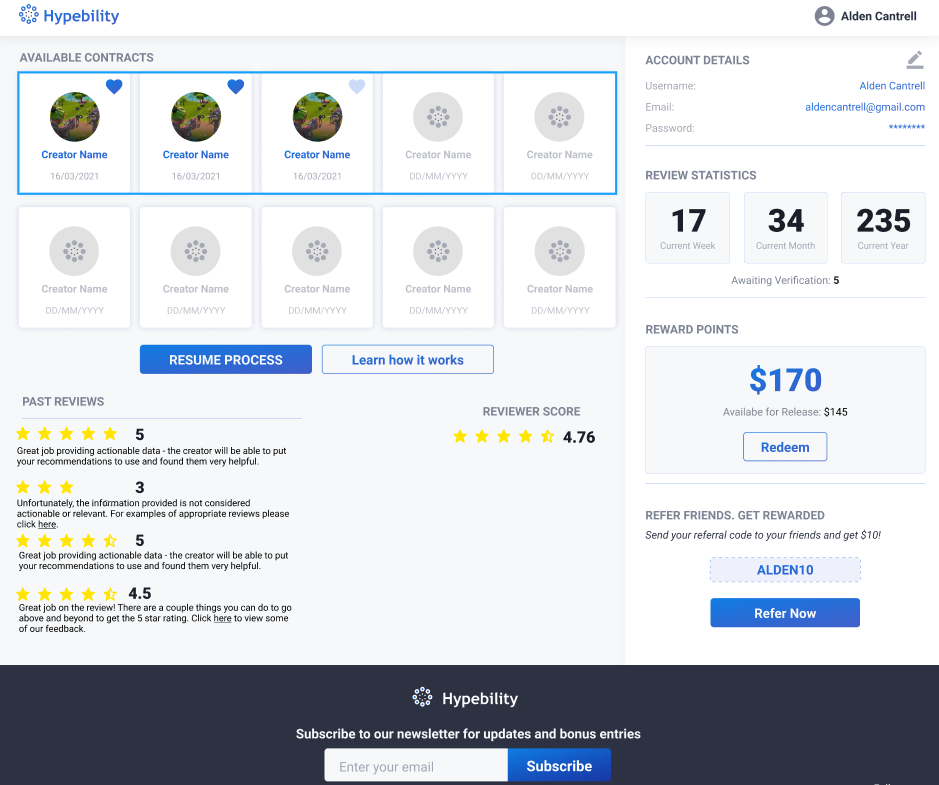 Hypebility
Alden Cantrell
AVAILABLE CONTRACTS
Creator Name
16/03/2021
Creator Name
16/03/2021
Creator Name
16/03/2021
Creator Name
DD/MM/YYYY
Creator Name
DD/MM/YYYY
Creator Name
DD/MM/YYYY
Creator Name
DD/MM/YYYY
Creator Name
DD/MM/YYYY
Creator Name
DD/MM/YYYY
Creator Name
DD/MM/YYYY
RESUME PROCESS
Learn how it works
PAST REVIEWS
5
Great job providing actionable data - the creator will be able to put
your recommendations to use and found them very helpful.
3
Unfortunately, the information provided is not considered
actionable or relevant. For examples of appropriate reviews please
click here.
5
Great job providing actionable data - the creator will be able to put
your recommendations to use and found them very helpful.
4.5
Great job on the review! There are a couple things you can do to go
above and beyond to get the 5 star rating. Click here to view some
of our feedback.
REVIEWER SCORE
4.76
ACCOUNT DETAILS
Username: Alden Cantrell
Email: aldencantrell@gmail.com
Password: ********
REVIEW STATISTICS
17
Current Week
34
Current Month
235
Current Year
Awaiting Verification: 5
REWARD POINTS
$170
Availabe for Release: $145
Redeem
REFER FRIENDS. GET REWARDED
Send your referral code to your friends and get $10!
ALDEN10
Refer Now
Hypebility
Subscribe to our newsletter for updates and bonus entries
Enter your email
Subscribe